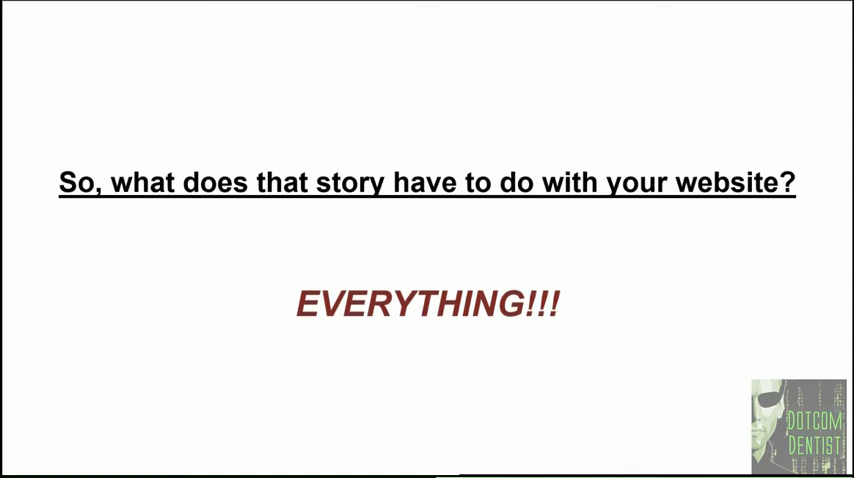 So, what does that story have to do with your website?
EVERYTHING!!!
DOTCOM
DENTIST